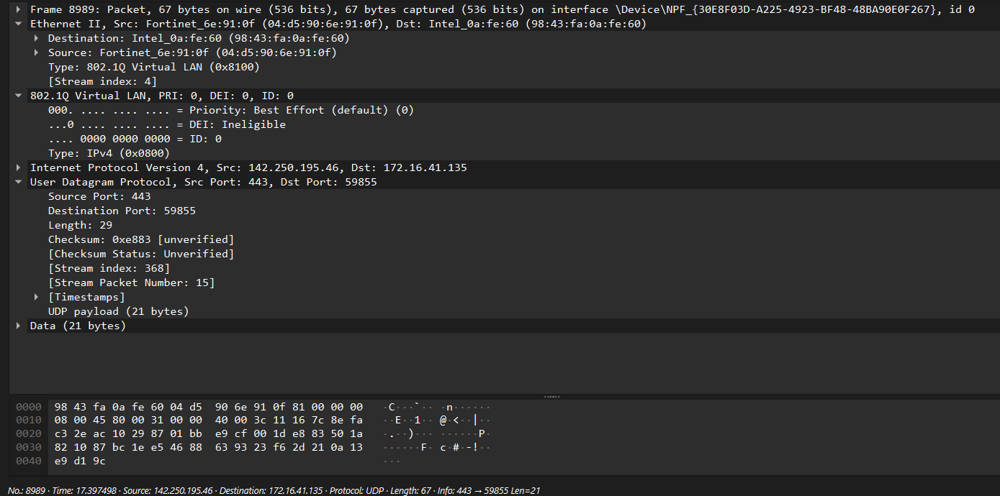 Frame 8989: Packet, 67 bytes on wire (536 bits), 67 bytes captured (536 bits) on interface \Device\NPF_{30E8F03D-A225-4923-BF48-48BA90E0F267}, id 0
Ethernet II, Src: Fortinet_6e:91:0f (04:d5:90:6e:91:0f), Dst: Intel_0a:fe:60 (98:43:fa:0a:fe:60)
Destination: Intel_0a:fe:60 (98:43:fa:0a:fe:60)
Source: Fortinet_6e:91:0f (04:d5:90:6e:91:0f)
Type: 802.1Q Virtual LAN (0x8100)
[Stream index: 4]
802.1Q Virtual LAN, PRI: 0, DEI: 0, ID: 0
000. .... .... .... = Priority: Best Effort (default) (0)
...0 .... .... .... = DEI: Ineligible
.... 0000 0000 0000 = ID: 0
Type: IPv4 (0x0800)
Internet Protocol Version 4, Src: 142.250.195.46, Dst: 172.16.41.135
User Datagram Protocol, Src Port: 443, Dst Port: 59855
Source Port: 443
Destination Port: 59855
Length: 29
Checksum: 0xe883 [unverified]
[Checksum Status: Unverified]
[Stream index: 368]
[Stream Packet Number: 15]
[Timestamps]
UDP payload (21 bytes)
Data (21 bytes)
0000 98 43 fa 0a fe 60 04 d5 90 6e 91 0f 81 00 00 00 ·C···`·· ·n······
0010 08 00 45 80 00 31 00 00 40 00 3c 11 16 7c 8e fa ··E··1·· @·<··|··
0020 c3 2e ac 10 29 87 01 bb e9 cf 00 1d e8 83 50 1a ·.··)··· ······P·
0030 82 10 87 bc 1e e5 46 88 63 93 23 f6 2d 21 0a 13 ······F· c·#·-!··
0040 e9 d1 9c ···
No.: 8989 · Time: 17.397498 · Source: 142.250.195.46 · Destination: 172.16.41.135 · Protocol: UDP · Length: 67 · Info: 443 → 59855 Len=21